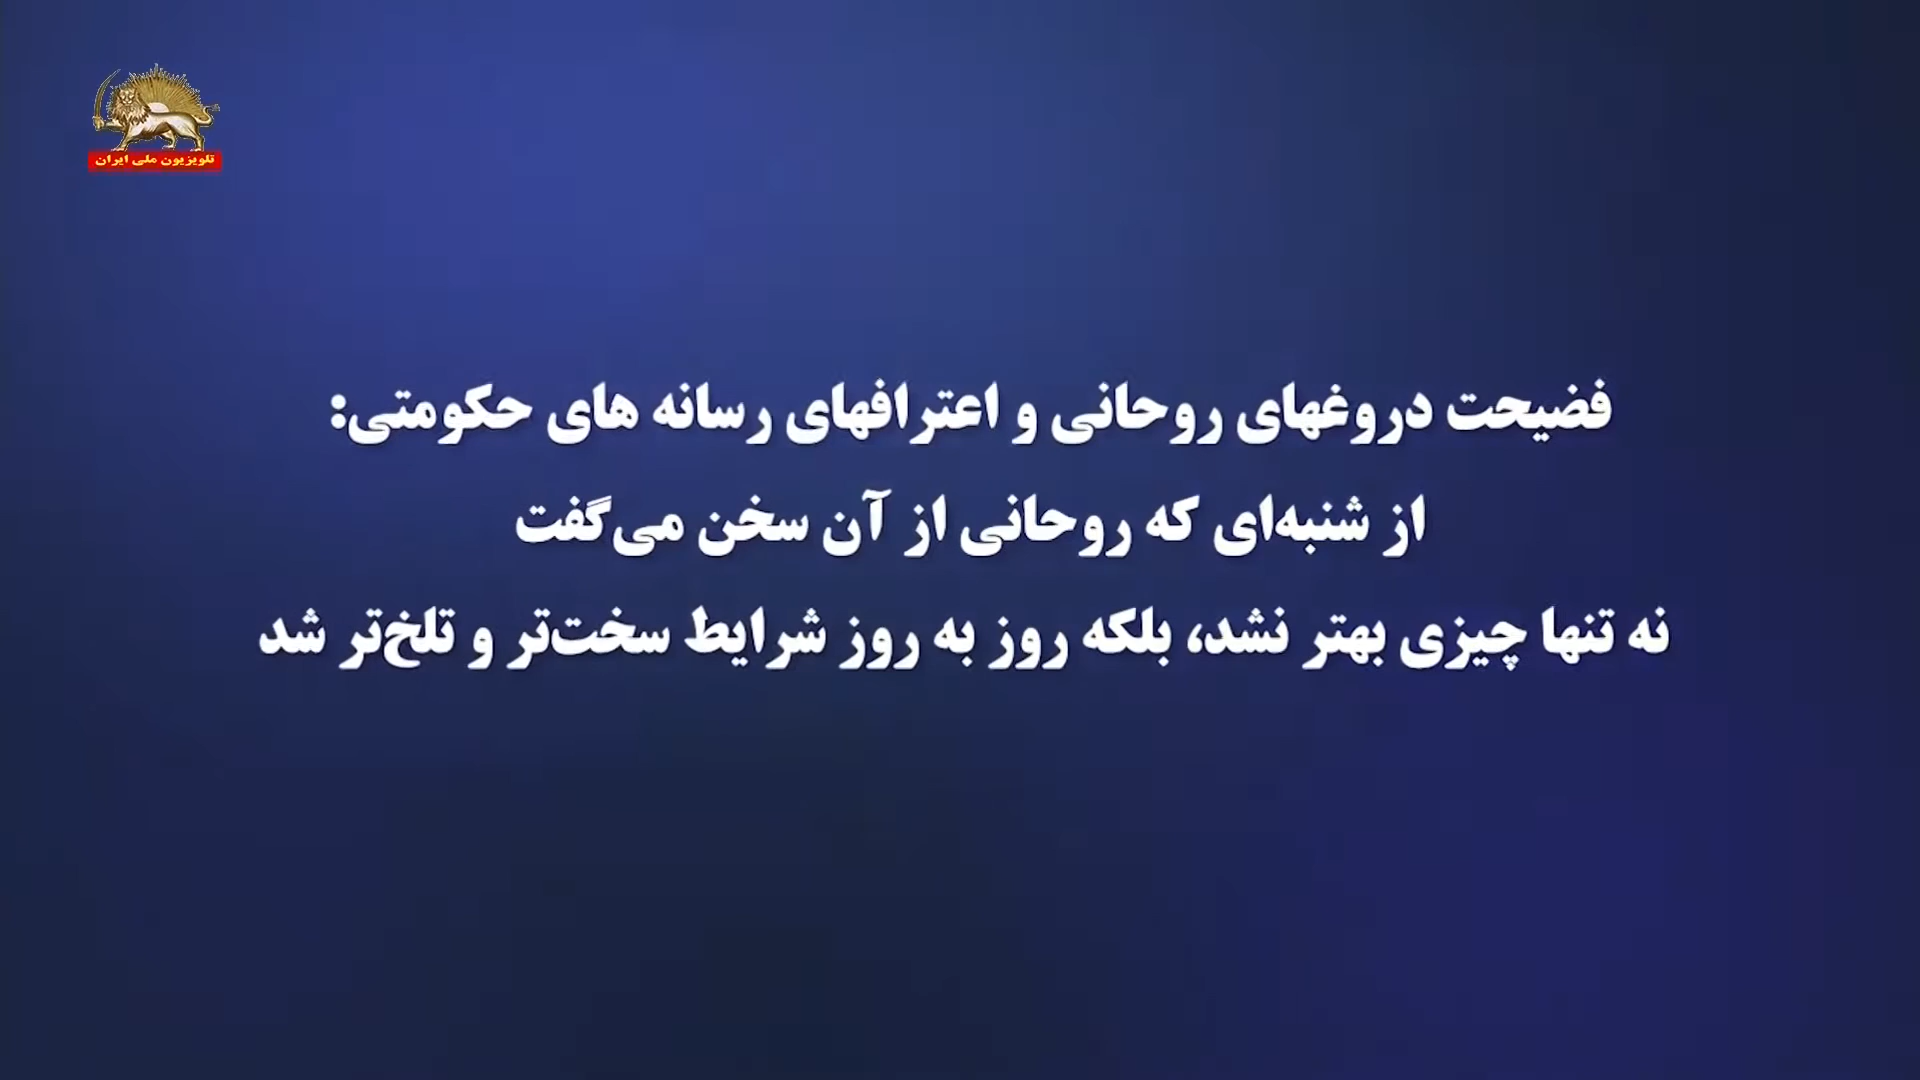 تلویزیون ملی ایران
فضیحت دروغهای روحانی و اعترافهای رسانه های حکومتی:
از شنبه‌ای که روحانی از آن سخن می‌گفت
نه تنها چیزی بهتر نشد، بلکه روز به روز شرایط سخت‌تر و تلخ‌تر شد